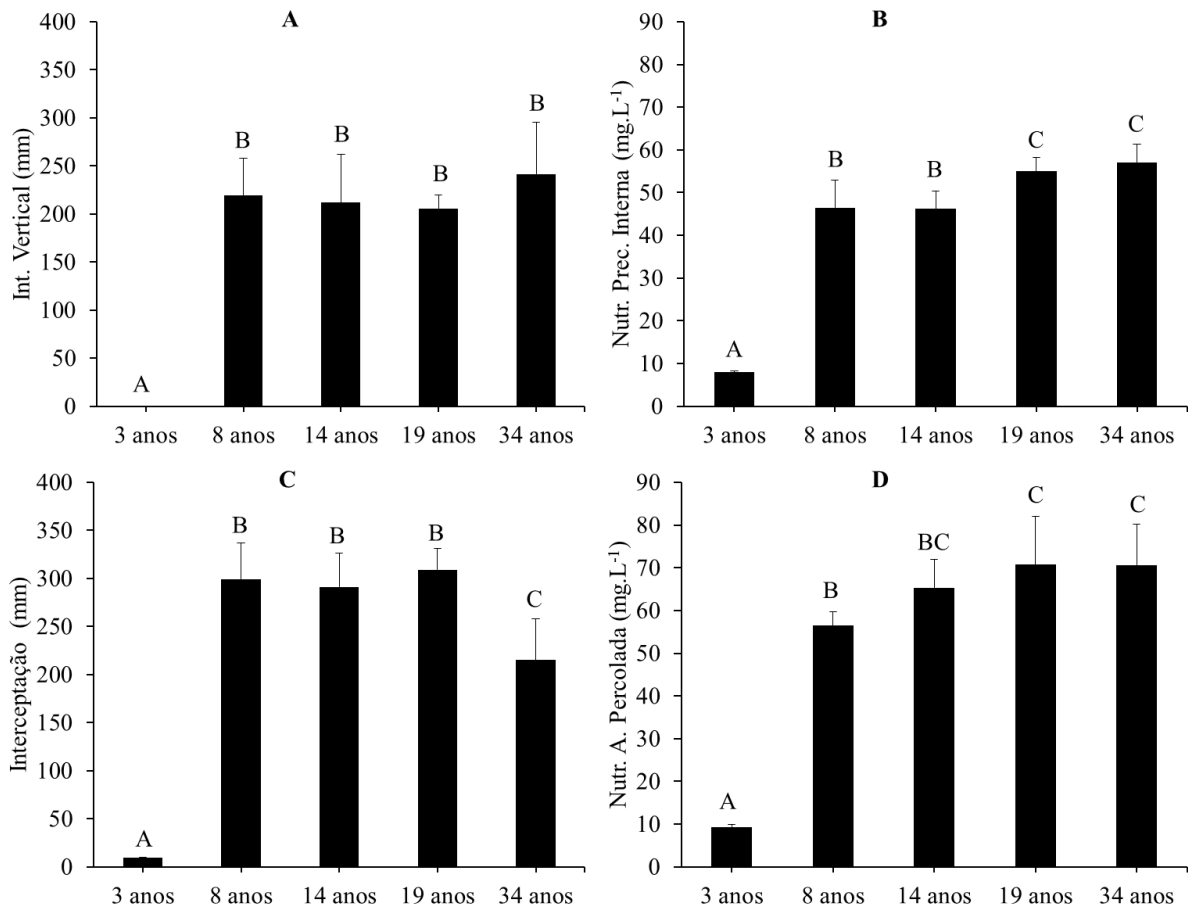 A
Int. Vertical (mm)
400
350
300
250
200
150
100
50
0
A
B
B
B
B
3 anos 8 anos 14 anos 19 anos 34 anos
B
Nutr. Prec. Interna (mg.L-1)
90
80
70
60
50
40
30
20
10
0
A
B
B
C
C
3 anos 8 anos 14 anos 19 anos 34 anos
C
Interceptação (mm)
400
350
300
250
200
150
100
50
0
A
B
B
B
C
3 anos 8 anos 14 anos 19 anos 34 anos
D
Nutr. A. Percolada (mg.L-1)
90
80
70
60
50
40
30
20
10
0
A
B
BC
C
C
3 anos 8 anos 14 anos 19 anos 34 anos